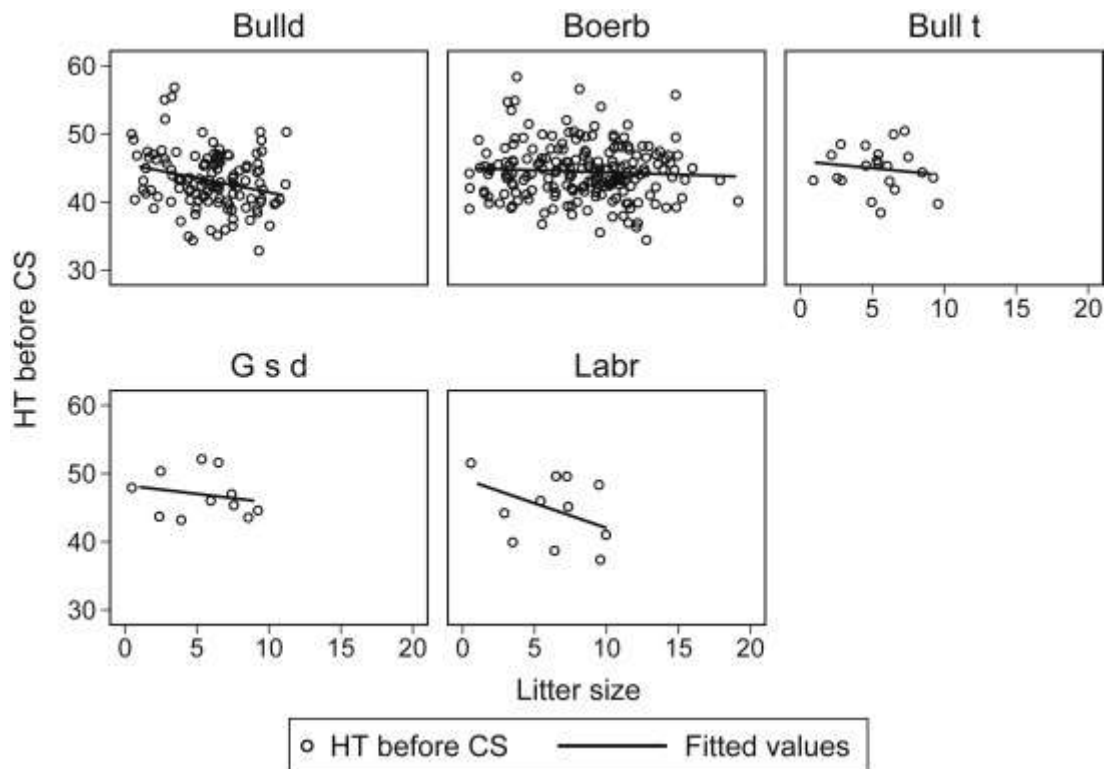 Bulld Boerb Bull t
60
50
40
30
0 5 10 15 20
HT before CS
G s d Labr
60
50
40
30
0 5 10 15 20 0 5 10 15 20
Litter size
HT before CS Fitted values